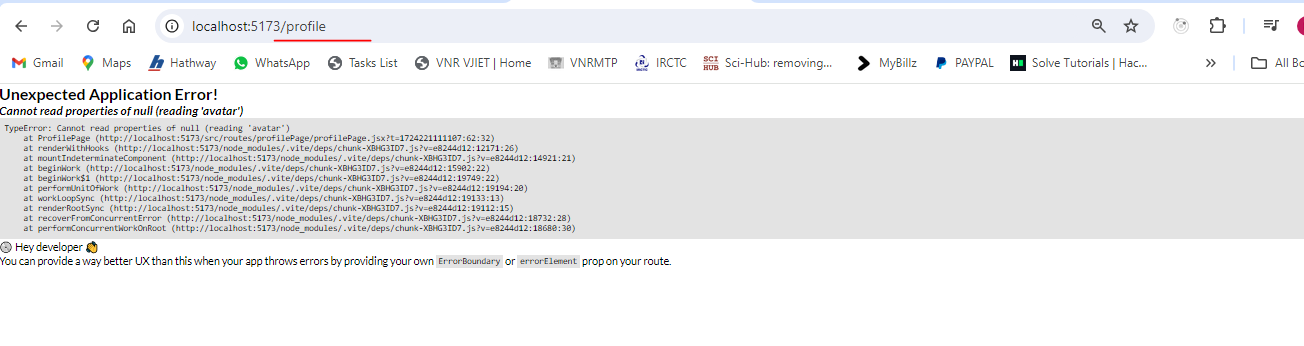 localhost:5173/profile
Gmail Maps Hathway WhatsApp Tasks List VNR VJIET | Home VNRMTP IRCTC SCI HUB Sci-Hub: removing... MyBillz PAYPAL H Solve Tutorials | Hac... » All Bo
Unexpected Application Error!
Cannot read properties of null (reading 'avatar')
TypeError: Cannot read properties of null (reading 'avatar')
at ProfilePage (http://localhost:5173/src/routes/profilePage/profilePage.jsx?t=1724221111107:62:32)
at renderWithHooks (http://localhost:5173/node_modules/.vite/deps/chunk-XBHG3ID7.js?v=e8244d12:12171:26)
at mountIndeterminateComponent (http://localhost:5173/node_modules/.vite/deps/chunk-XBHG3ID7.js?v=e8244d12:14921:21)
at beginWork (http://localhost:5173/node_modules/.vite/deps/chunk-XBHG3ID7.js?v=e8244d12:15902:22)
at beginWork$1 (http://localhost:5173/node_modules/.vite/deps/chunk-XBHG3ID7.js?v=e8244d12:19749:22)
at performUnitOfWork (http://localhost:5173/node_modules/.vite/deps/chunk-XBHG3ID7.js?v=e8244d12:19194:20)
at workLoopSync (http://localhost:5173/node_modules/.vite/deps/chunk-XBHG3ID7.js?v=e8244d12:19133:13)
at renderRootSync (http://localhost:5173/node_modules/.vite/deps/chunk-XBHG3ID7.js?v=e8244d12:19112:15)
at recoverFromConcurrentError (http://localhost:5173/node_modules/.vite/deps/chunk-XBHG3ID7.js?v=e8244d12:18732:28)
at performConcurrentWorkOnRoot (http://localhost:5173/node_modules/.vite/deps/chunk-XBHG3ID7.js?v=e8244d12:18680:30)
💿 Hey developer 👋
You can provide a way better UX than this when your app throws errors by providing your own ErrorBoundary or errorElement prop on your route.